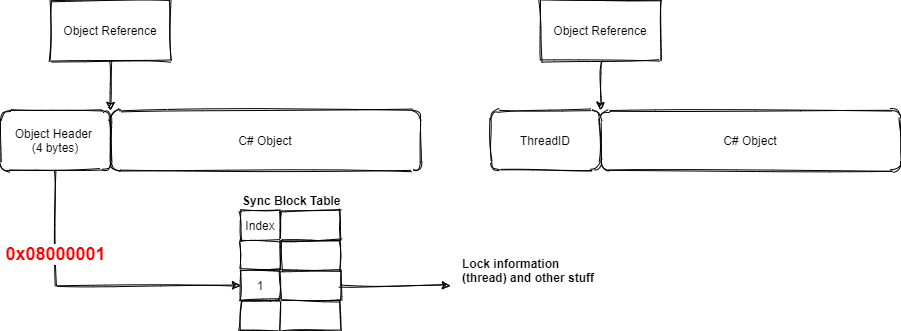 Object Reference
Object Reference
Object Header
(4 bytes)
C# Object
ThreadID
C# Object
Sync Block Table
Index
0x08000001
1
Lock information
(thread) and other stuff